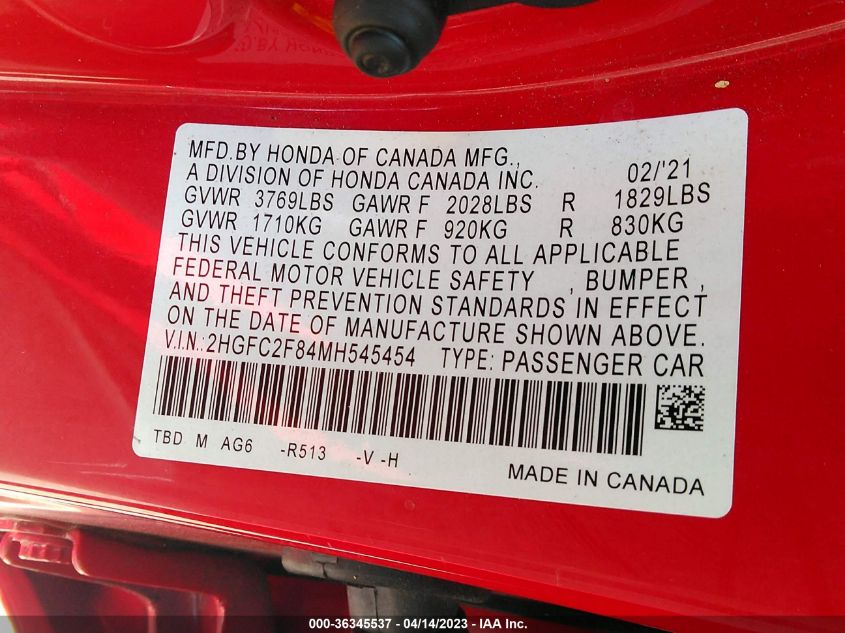 MFD.BY HONDA OF CANADA MFG.,
A DIVISION OF HONDA CANADA INC. 02/'21
GVWR 3769LBS GAWR F 2028LBS R 1829LBS
GVWR 1710KG GAWR F 920KG R 830KG
THIS VEHICLE CONFORMS TO ALL APPLICABLE
FEDERAL MOTOR VEHICLE SAFETY , BUMPER ,
AND THEFT PREVENTION STANDARDS IN EFFECT
ON THE DATE OF MANUFACTURE SHOWN ABOVE.
V.I.N.:2HGFC2F84MH545454 TYPE: PASSENGER CAR
TBD M AG6 -R513 -V -H
MADE IN CANADA
000-36345537 - 04/14/2023 - IAA Inc.